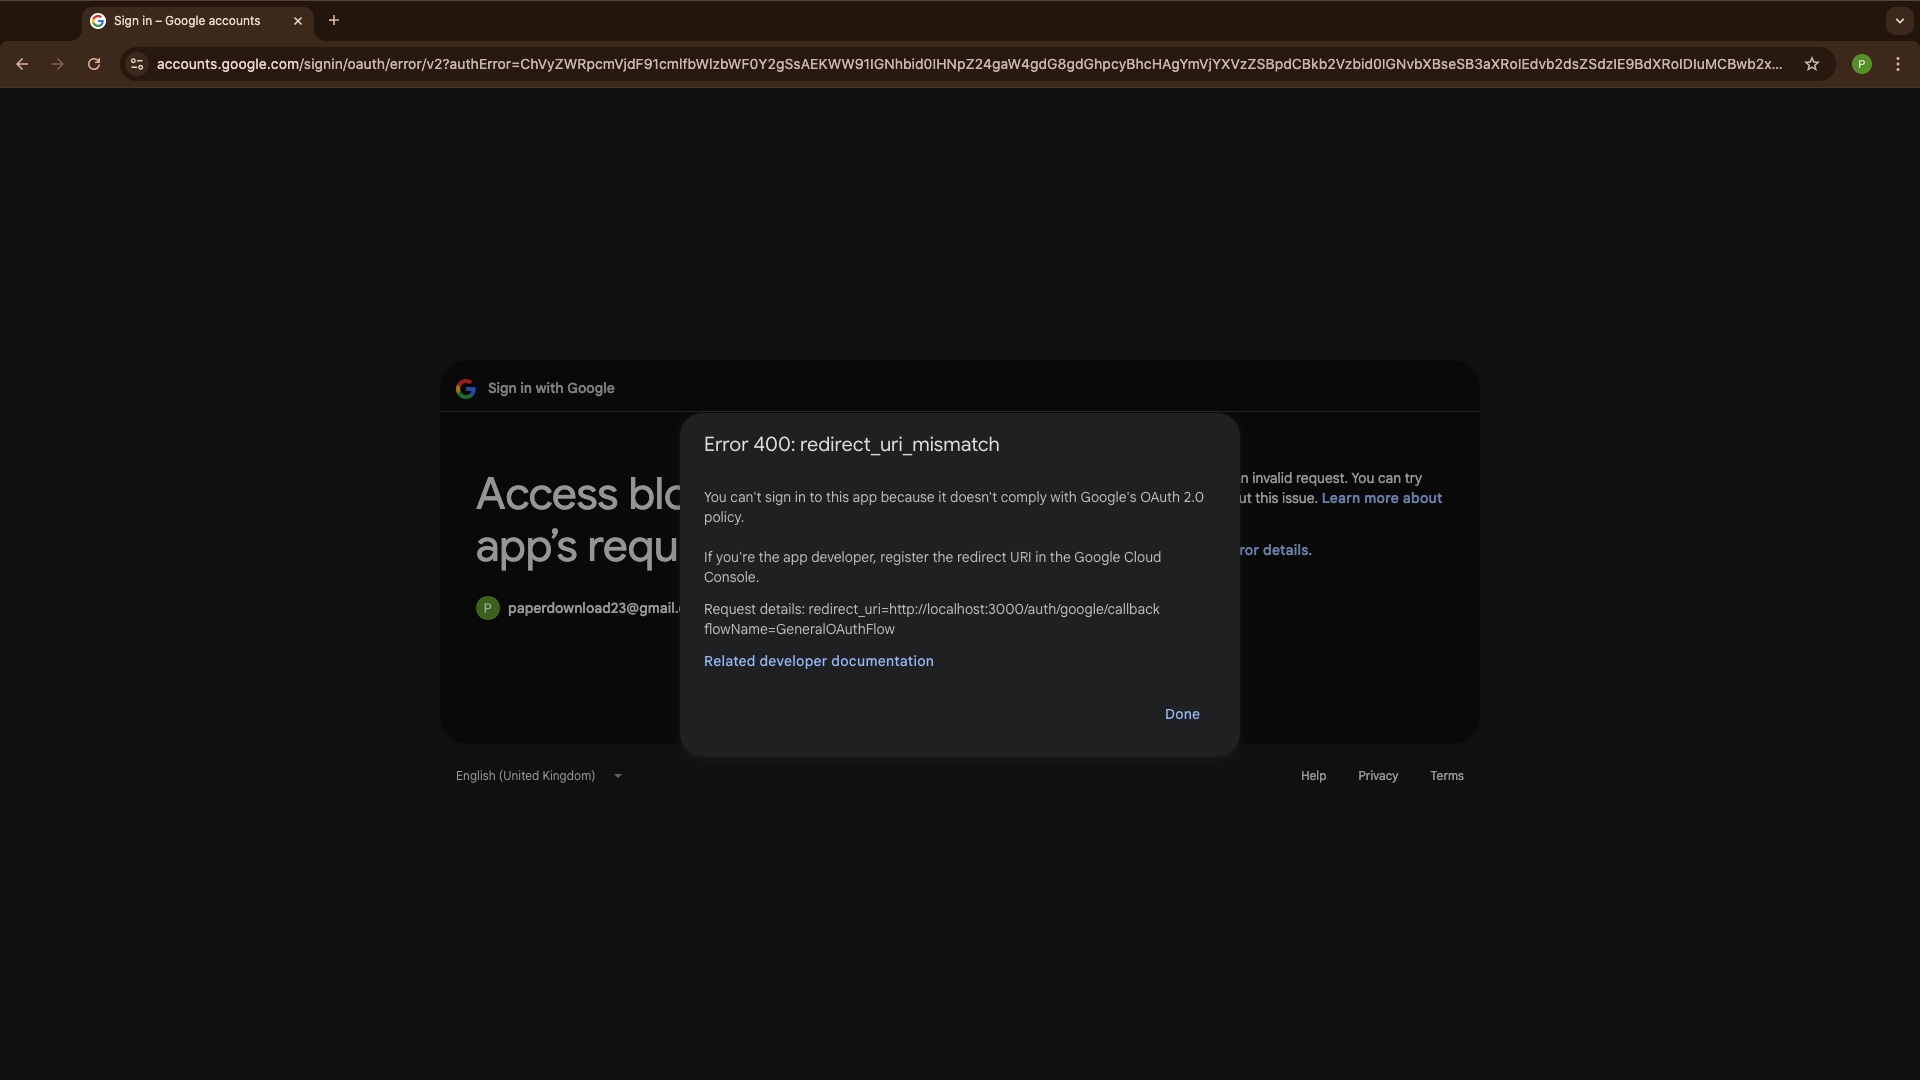 Sign in – Google accounts
accounts.google.com/signin/oauth/error/v2?authError=
Sign in with Google
Error 400: redirect_uri_mismatch
Access blo
app's requ
P paperdownload23@gmail.
You can't sign in to this app because it doesn't comply with Google's OAuth 2.0
policy.
If you're the app developer, register the redirect URI in the Google Cloud
Console.
Request details: redirect_uri=http://localhost:3000/auth/google/callback
flowName=GeneralOAuthFlow
Related developer documentation
Done
n invalid request. You can try
ut this issue. Learn more about
ror details.
English (United Kingdom)
Help
Privacy
Terms